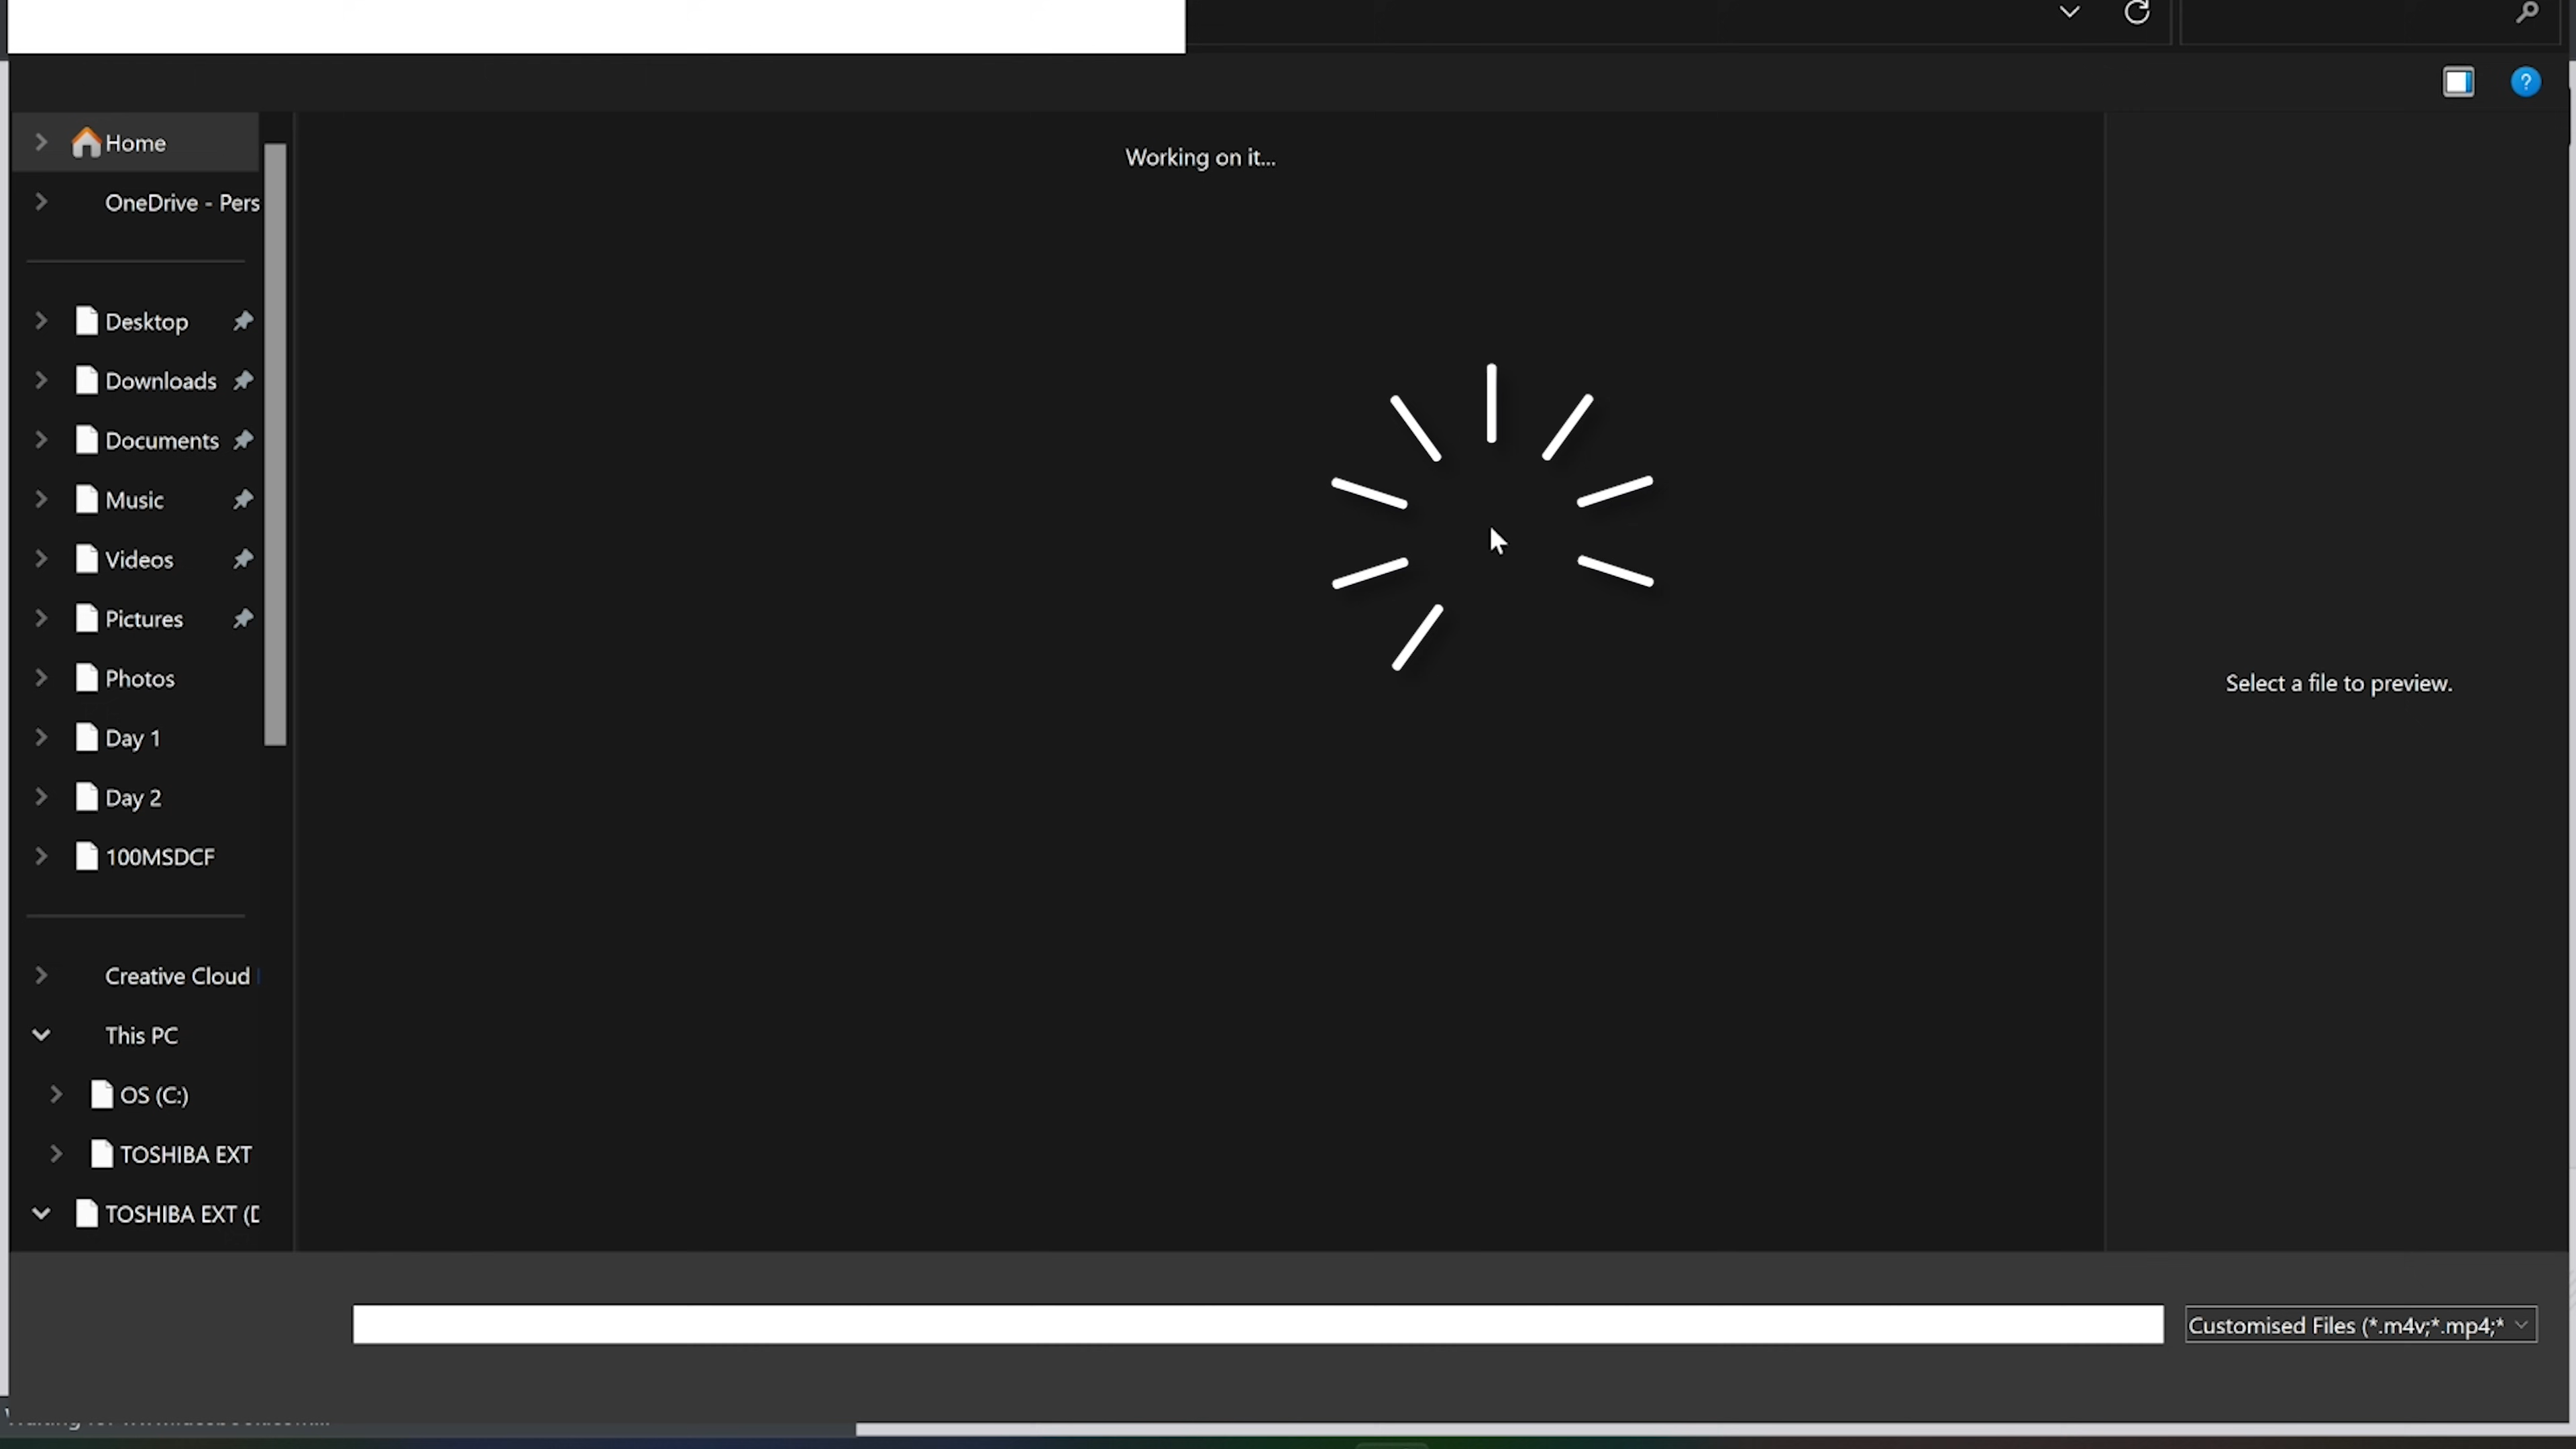 Home
OneDrive - Pers
Desktop
Downloads
Documents
Music
Videos
Pictures
Photos
Day 1
Day 2
100MSDCF
Creative Cloud
This PC
OS (C:)
TOSHIBA EXT
TOSHIBA EXT (D
Working on it...
Select a file to preview.
Customised Files (*.m4v;*.mp4;*